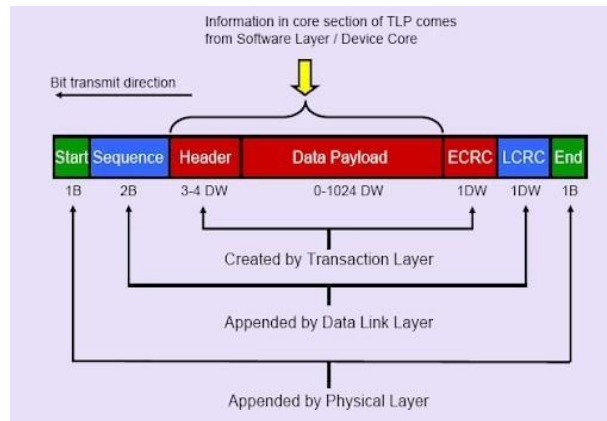 Information in core section of TLP comes
from Software Layer / Device Core
Bit transmit direction
Start Sequence Header Data Payload ECRC LCRC End
1B 2B 3-4 DW 0-1024 DW 1DW 1DW 1B
Created by Transaction Layer
Appended by Data Link Layer
Appended by Physical Layer